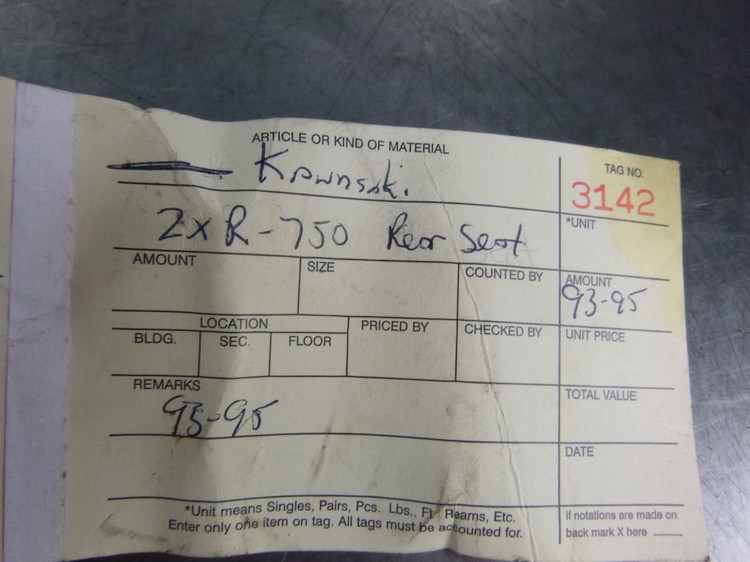 ARTICLE OR KIND OF MATERIAL
Kawasaki
TAG NO.
3142
ZXR-750 Rear Seat
*UNIT
AMOUNT
SIZE
COUNTED BY
AMOUNT
93-95
LOCATION
PRICED BY
CHECKED BY
UNIT PRICE
BLDG.
SEC.
FLOOR
REMARKS
93-95
TOTAL VALUE
DATE
*Unit means Singles, Pairs, Pcs. Lbs., Ft Reams, Etc.
Enter only one item on tag. All tags must be accounted for.
If notations are made on
back mark X here